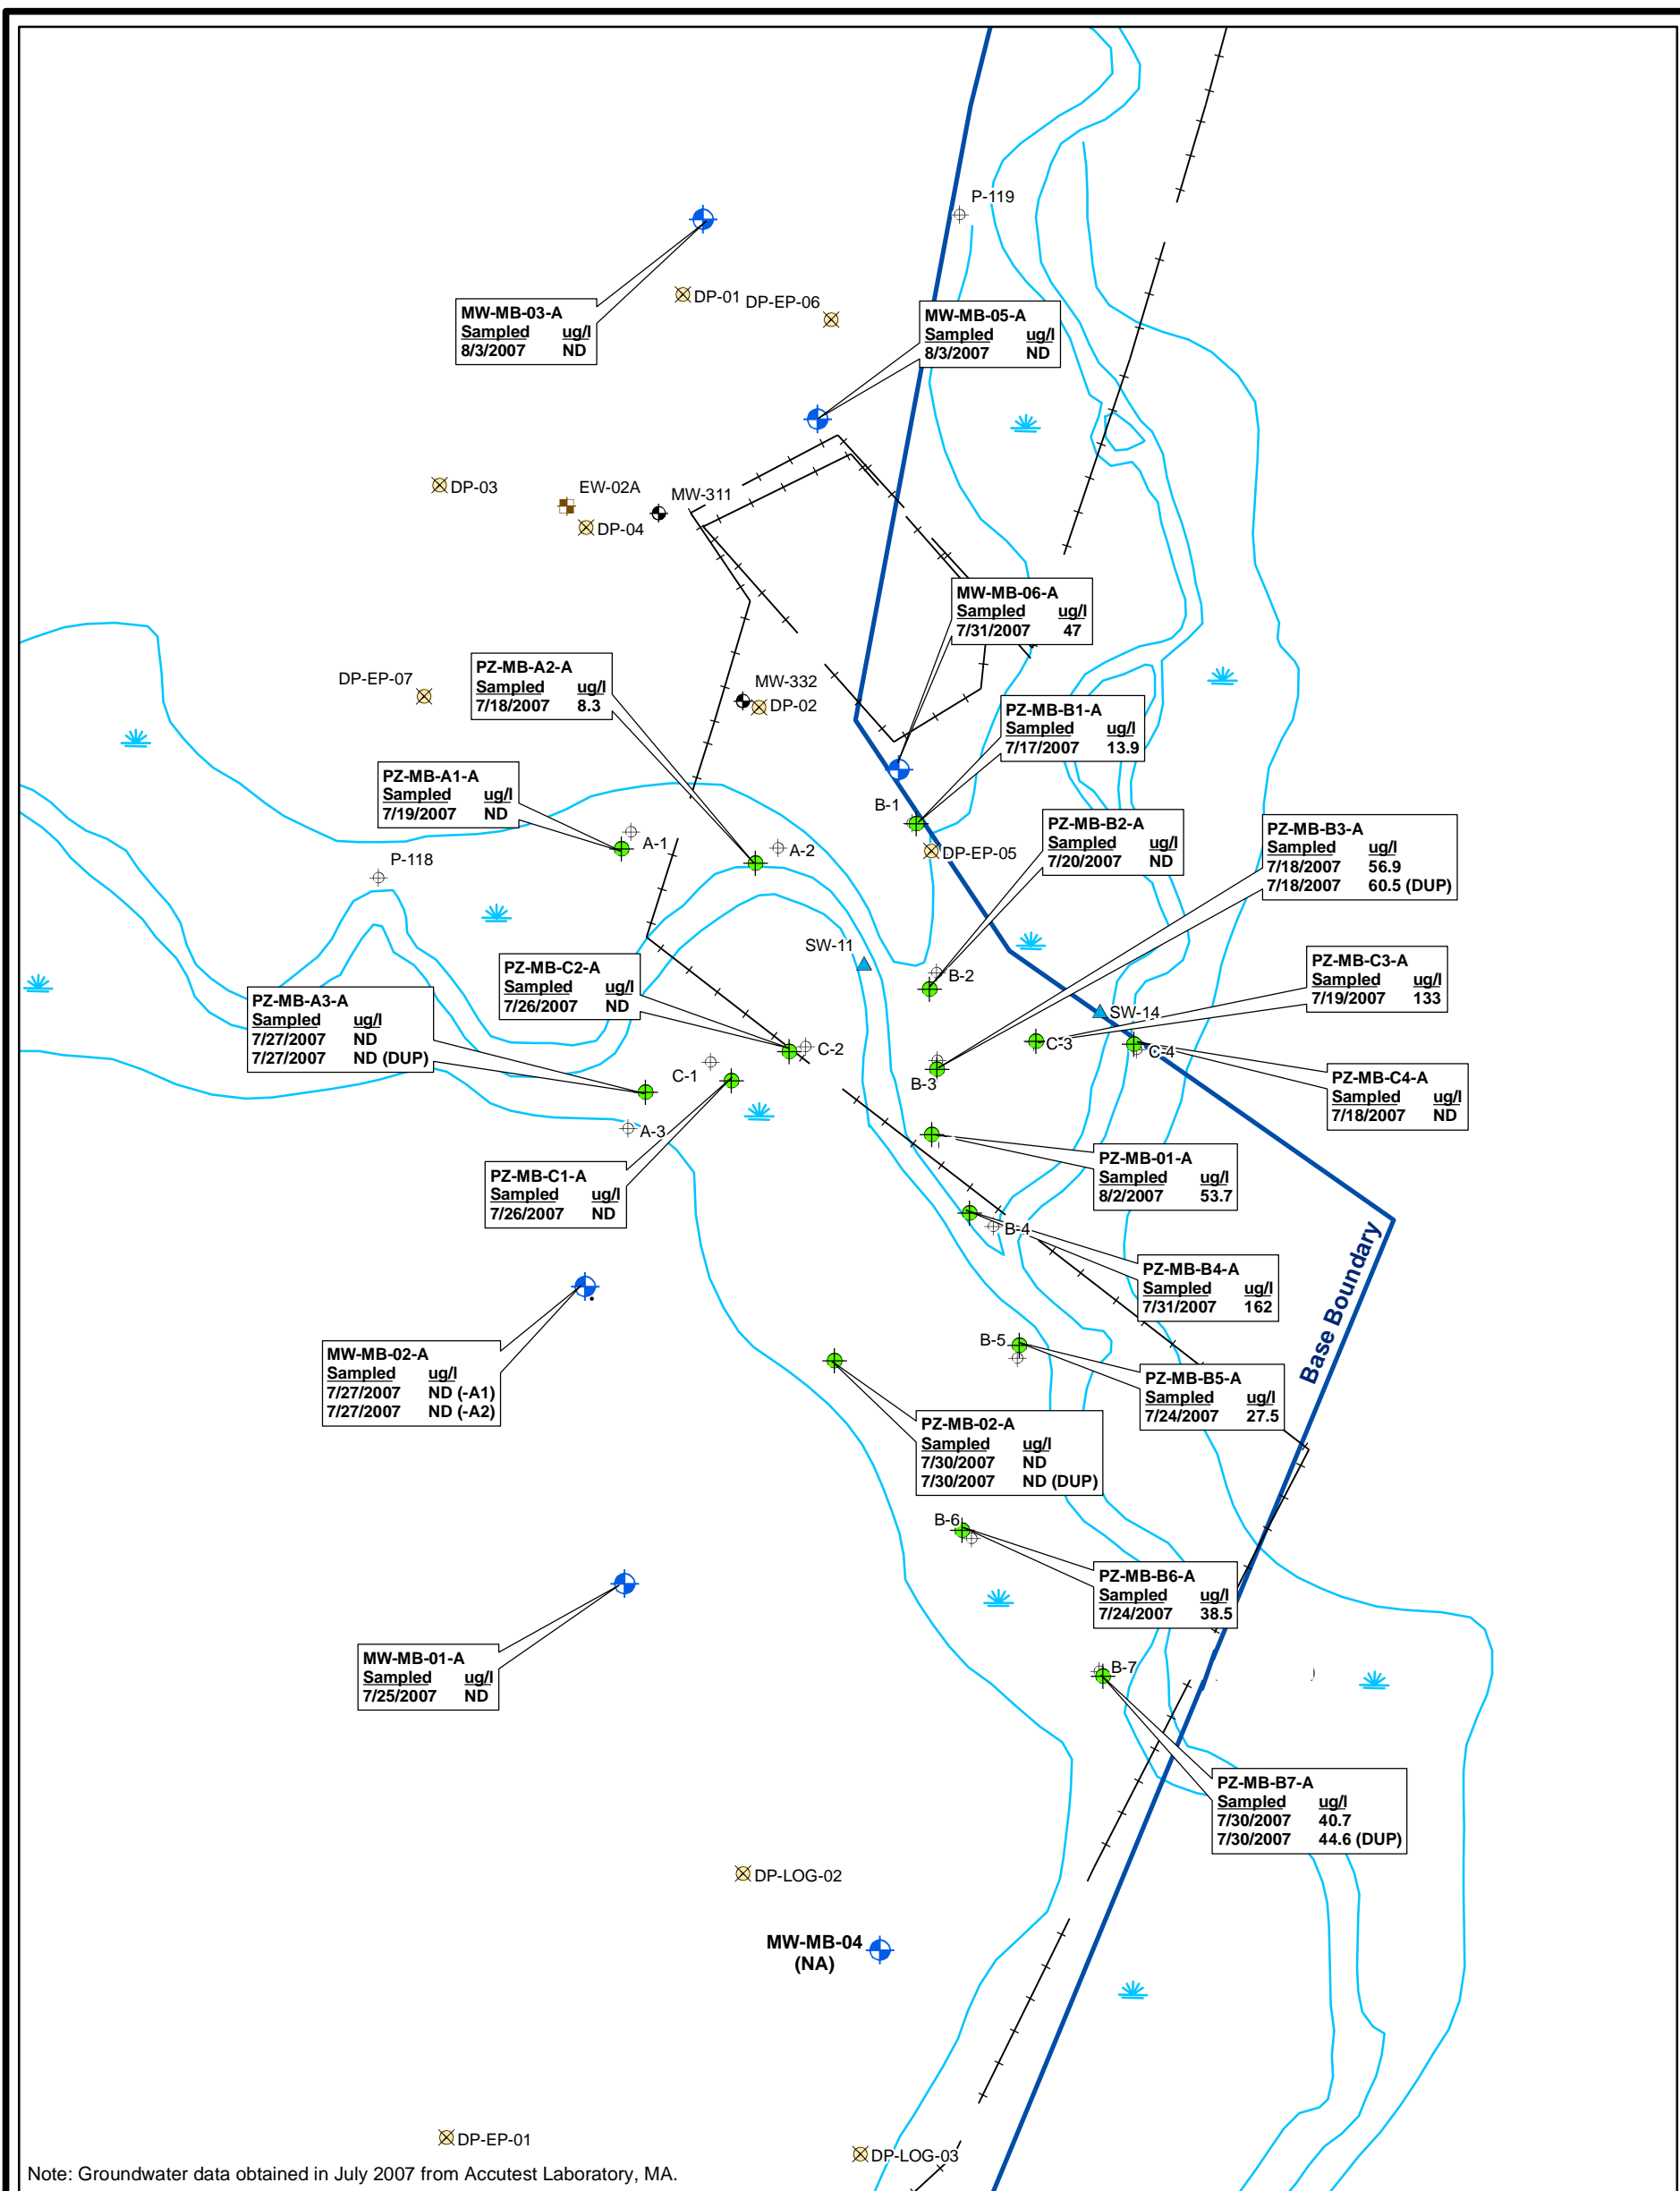 P-119
MW-MB-03-A
Sampled ug/l
8/3/2007 ND
DP-01
DP-EP-06
MW-MB-05-A
Sampled ug/l
8/3/2007 ND
DP-03
EW-02A
MW-311
DP-04
MW-MB-06-A
Sampled ug/l
7/31/2007 47
PZ-MB-A2-A
Sampled ug/l
7/18/2007 8.3
DP-EP-07
MW-332
DP-02
PZ-MB-B1-A
Sampled ug/l
7/17/2007 13.9
PZ-MB-A1-A
Sampled ug/l
7/19/2007 ND
B-1
PZ-MB-B2-A
Sampled ug/l
7/20/2007 ND
PZ-MB-B3-A
Sampled ug/l
7/18/2007 56.9
7/18/2007 60.5 (DUP)
A-1
A-2
DP-EP-05
P-118
SW-11
B-2
PZ-MB-C2-A
Sampled ug/l
7/26/2007 ND
PZ-MB-C3-A
Sampled ug/l
7/19/2007 133
PZ-MB-A3-A
Sampled ug/l
7/27/2007 ND
7/27/2007 ND (DUP)
SW-14
C-2
C-3
C-4
C-1
B-3
PZ-MB-C4-A
Sampled ug/l
7/18/2007 ND
A-3
PZ-MB-C1-A
Sampled ug/l
7/26/2007 ND
PZ-MB-01-A
Sampled ug/l
8/2/2007 53.7
B-4
PZ-MB-B4-A
Sampled ug/l
7/31/2007 162
Base Boundary
MW-MB-02-A
Sampled ug/l
7/27/2007 ND (-A1)
7/27/2007 ND (-A2)
B-5
PZ-MB-B5-A
Sampled ug/l
7/24/2007 27.5
PZ-MB-02-A
Sampled ug/l
7/30/2007 ND
7/30/2007 ND (DUP)
B-6
PZ-MB-B6-A
Sampled ug/l
7/24/2007 38.5
MW-MB-01-A
Sampled ug/l
7/25/2007 ND
B-7
PZ-MB-B7-A
Sampled ug/l
7/30/2007 40.7
7/30/2007 44.6 (DUP)
DP-LOG-02
MW-MB-04
(NA)
DP-EP-01
DP-LOG-03
Note: Groundwater data obtained in July 2007 from Accutest Laboratory, MA.